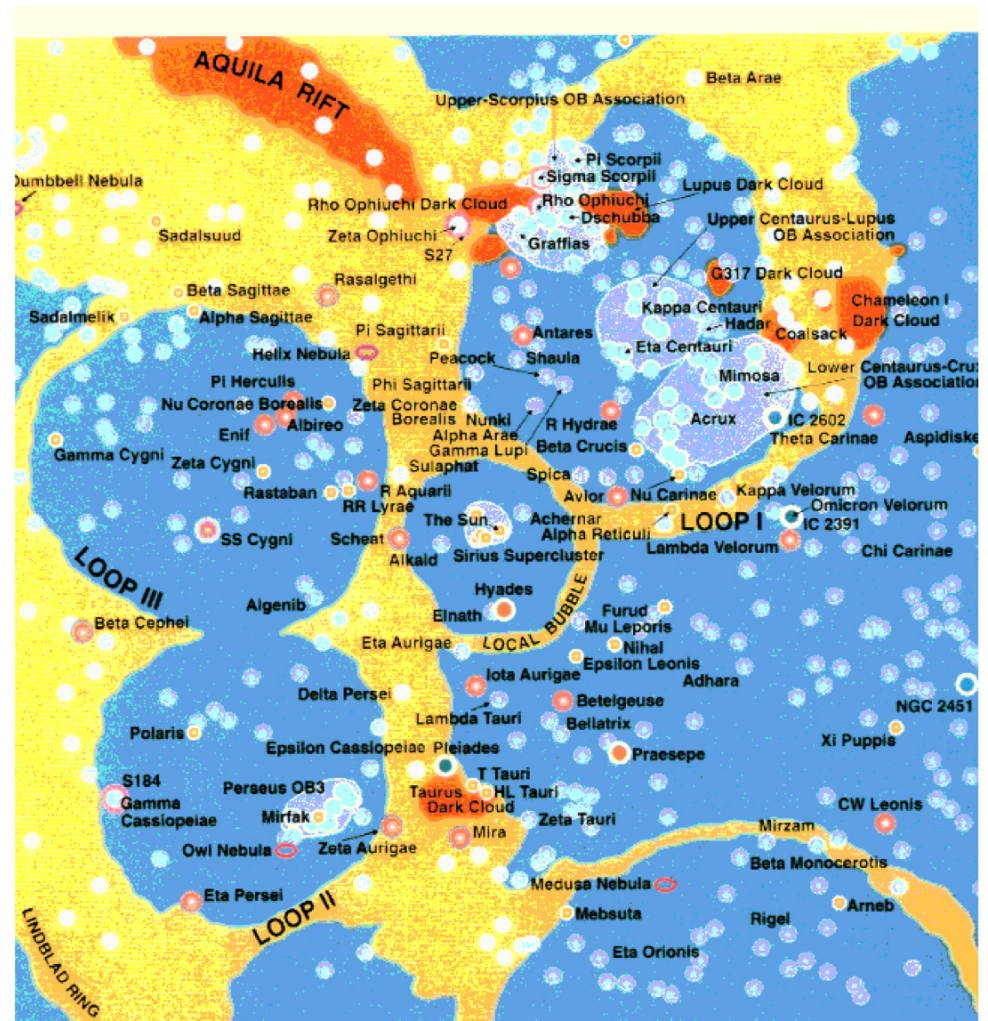 AQUILA RIFT
Beta Arae
Upper-Scorpius OB Association
Pi Scorpii
Sigma Scorpii
Dumbbell Nebula
Lupus Dark Cloud
Rho Ophiuchi Dark Cloud
Rho Ophiuchi
Dschubba
Upper Centaurus-Lupus
OB Association
Sadalsuud
Zeta Ophiuchi
Graffias
S27
G317 Dark Cloud
Rasalgethi
Beta Sagittae
Kappa Centauri
Chameleon I
Dark Cloud
Sadalmelik
Alpha Sagittae
Hadar
Pi Sagittarii
Antares
Coalsack
Helix Nebula
Peacock
Shaula
Eta Centauri
Lower Centaurus-Crux
OB Association
Pi Herculis
Phi Sagittarii
Mimosa
Nu Coronae Borealis
Zeta Coronae
Borealis
Albireo
Nunki
R Hydrae
Acrux
IC 2602
Enif
Alpha Arae
Theta Carinae
Aspidiske
Gamma Cygni
Gamma Lupi
Beta Crucis
Zeta Cygni
Sulaphat
Spica
Rastaban
R Aquarii
Avior
Nu Carinae
Kappa Velorum
RR Lyrae
Omicron Velorum
The Sun
Achernar
LOOP I
IC 2391
SS Cygni
Scheat
Alpha Reticuli
Alkaid
Sirius Supercluster
Lambda Velorum
Chi Carinae
LOOP III
Hyades
Algenib
Elnath
Furud
Beta Cephei
LOCAL BUBBLE
Mu Leporis
Eta Aurigae
Nihal
Epsilon Leonis
Iota Aurigae
Adhara
Delta Persei
Betelgeuse
NGC 2451
Lambda Tauri
Bellatrix
Polaris
Xi Puppis
Epsilon Cassiopeiae
Pleiades
Praesepe
S184
Perseus OB3
T Tauri
Gamma
Cassiopeiae
Taurus
Dark Cloud
HL Tauri
CW Leonis
Mirfak
Zeta Tauri
Mirzam
Owl Nebula
Zeta Aurigae
Mira
Beta Monocerotis
Medusa Nebula
Eta Persei
LOOP II
Mebsuta
Rigel
Arneb
LINDBLAD RING
Eta Orionis